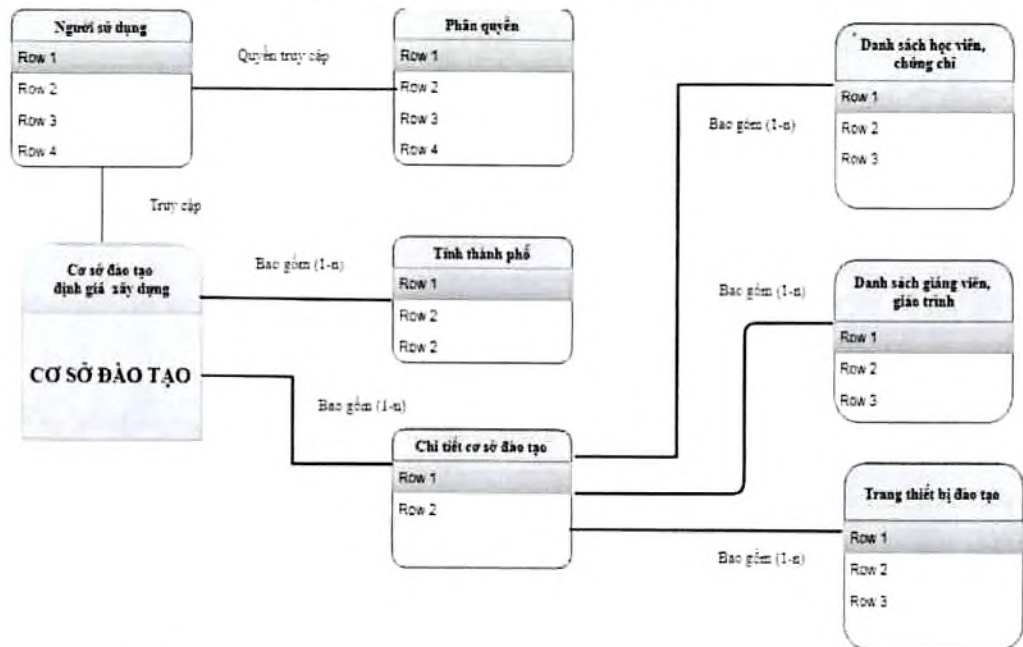 Người sử dụng
Row 1
Row 2
Row 3
Row 4
Quyền truy cập
Phân quyền
Row 1
Row 2
Row 3
Row 4
Danh sách học viên,
chứng chỉ
Row 1
Row 2
Row 3
Bao gồm (1-n)
Truy cập
Cơ sở đào tạo
định giá xây dựng
CƠ SỞ ĐÀO TẠO
Bao gồm (1-n)
Tỉnh thành phố
Row 1
Row 2
Row 2
Bao gồm (1-n)
Danh sách giảng viên,
giáo trình
Row 1
Row 2
Row 3
Bao gồm (1-n)
Chi tiết cơ sở đào tạo
Row 1
Row 2
Bao gồm (1-n)
Trang thiết bị đào tạo
Row 1
Row 2
Row 3